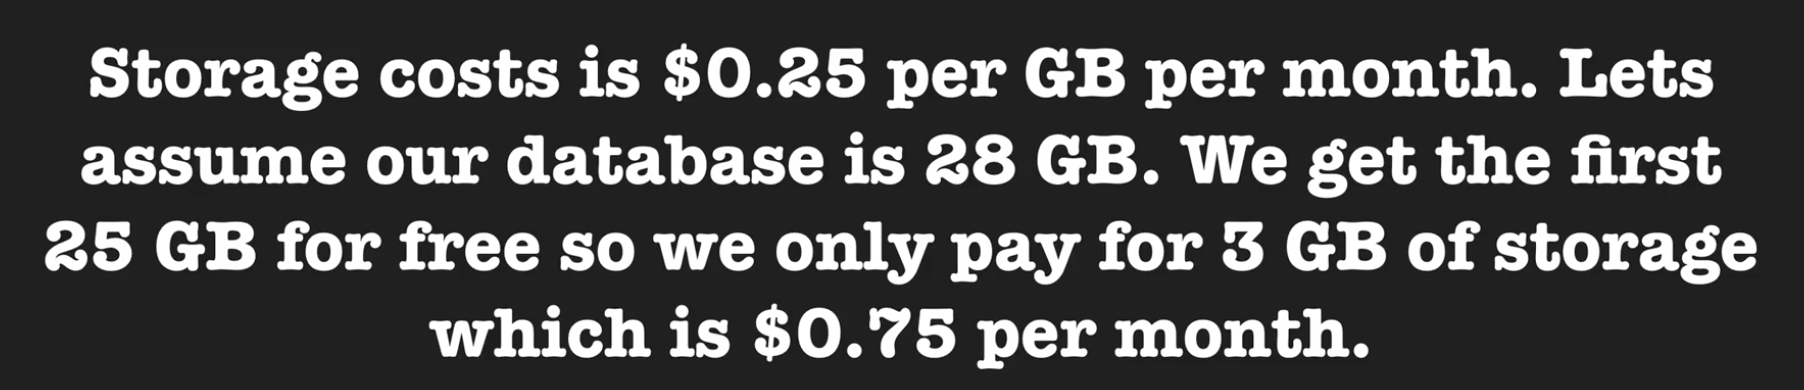 Storage costs is $0.25 per GB per month. Lets
assume our database is 28 GB. We get the first
25 GB for free so we only pay for 3 GB of storage
which is $0.75 per month.